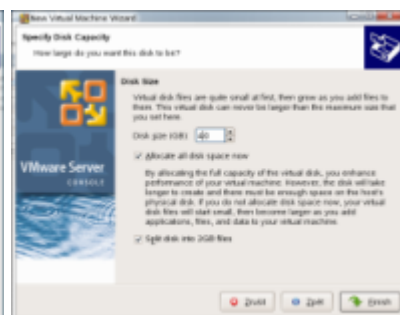 New Virtual Machine Wizard
Specify Disk Capacity
How large do you want this disk to be?
Disk Size
Virtual disk files are quite small at first, then grow as you add files to
them. This virtual disk can never be larger than the maximum size that
you set here.
Disk size (GB):
Allocate all disk space now
By allocating the full capacity of the virtual disk, you enhance
performance of your virtual machine. However, the disk will take
longer to create and there must be enough space on the host's
physical disk. If you do not allocate disk space now, your virtual
disk files will start small, then become larger as you add
applications, files, and data to your virtual machine.
Split disk into 2GB files
VMware Server
CONSOLE
Finish